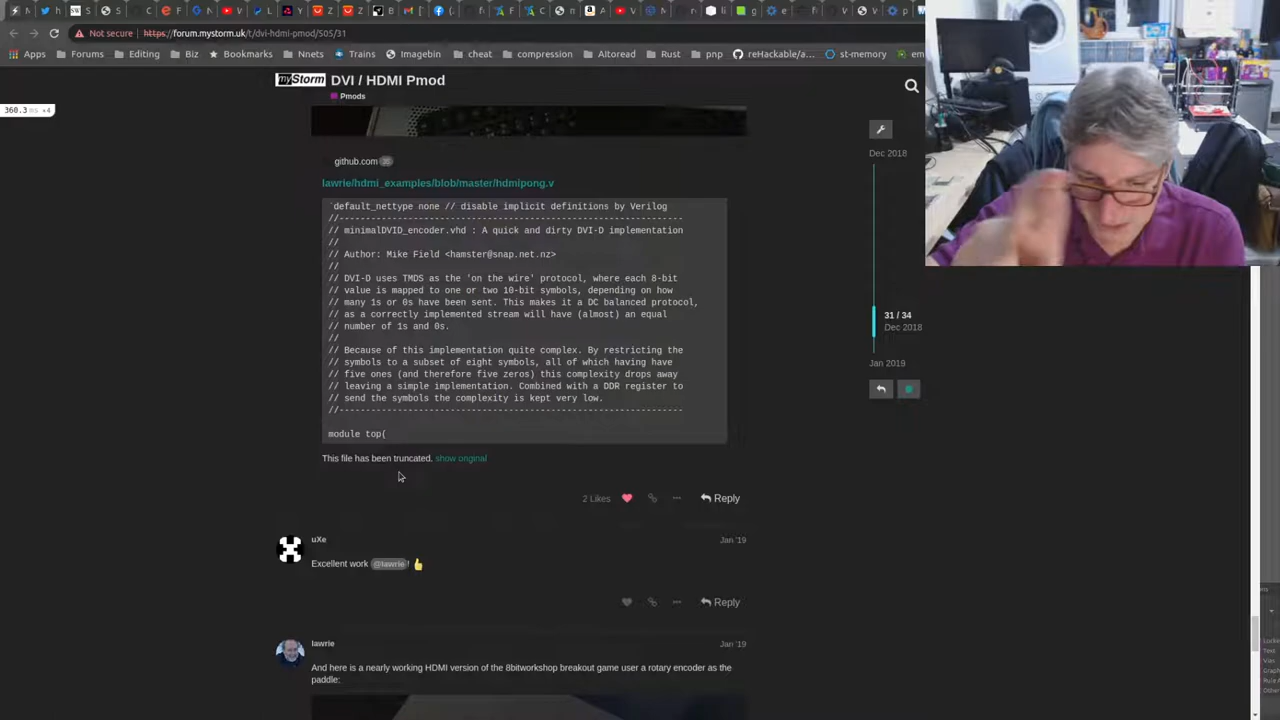 Not secure
https://forum.mystorm.uk/t/dvi-hdmi-pmod/505/31
Apps
Forums
Editing
Biz
Bookmarks
Nnets
Trains
Imagebin
cheat
compression
Altoread
Rust
pnp
reHackable/a...
st-memory
myStorm
DVI / HDMI Pmod
Pmods
360.3 ms ×4
github.com
lawrie/hdmi_examples/blob/master/hdmipong.v
`default_nettype none // disable implicit definitions by Verilog
//-----------------------------------------------------------------
// minimalDVID_encoder.vhd : A quick and dirty DVI-D implementation
//
// Author: Mike Field <hamster@snap.net.nz>
//
// DVI-D uses TMDS as the 'on the wire' protocol, where each 8-bit
// value is mapped to one or two 10-bit symbols, depending on how
// many 1s or 0s have been sent. This makes it a DC balanced protocol,
// as a correctly implemented stream will have (almost) an equal
// number of 1s and 0s.
//
// Because of this implementation quite complex. By restricting the
// symbols to a subset of eight symbols, all of which having have
// five ones (and therefore five zeros) this complexity drops away
// leaving a simple implementation. Combined with a DDR register to
// send the symbols the complexity is kept very low.
//-----------------------------------------------------------------
module top(
This file has been truncated. show original
2 Likes
Reply
Dec 2018
31 / 34
Dec 2018
Jan 2019
uXe
Jan '19
Excellent work @lawrie!
Reply
lawrie
Jan '19
And here is a nearly working HDMI version of the 8bitworkshop breakout game user a rotary encoder as the
paddle: